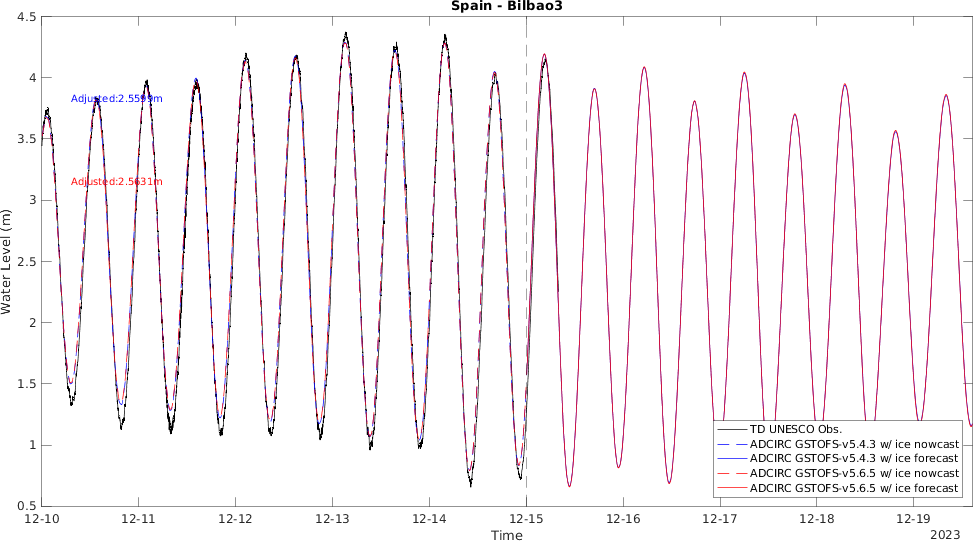 Spain - Bilbao3
4.5
4
3.5
3
2.5
2
1.5
1
0.5
Water Level (m)
Adjusted:2.5599m
Adjusted:2.5631m
TD UNESCO Obs.
ADCIRC GSTOFS-v5.4.3 w/ ice nowcast
ADCIRC GSTOFS-v5.4.3 w/ ice forecast
ADCIRC GSTOFS-v5.6.5 w/ ice nowcast
ADCIRC GSTOFS-v5.6.5 w/ ice forecast
12-10 12-11 12-12 12-13 12-14 12-15 12-16 12-17 12-18 12-19
Time
2023